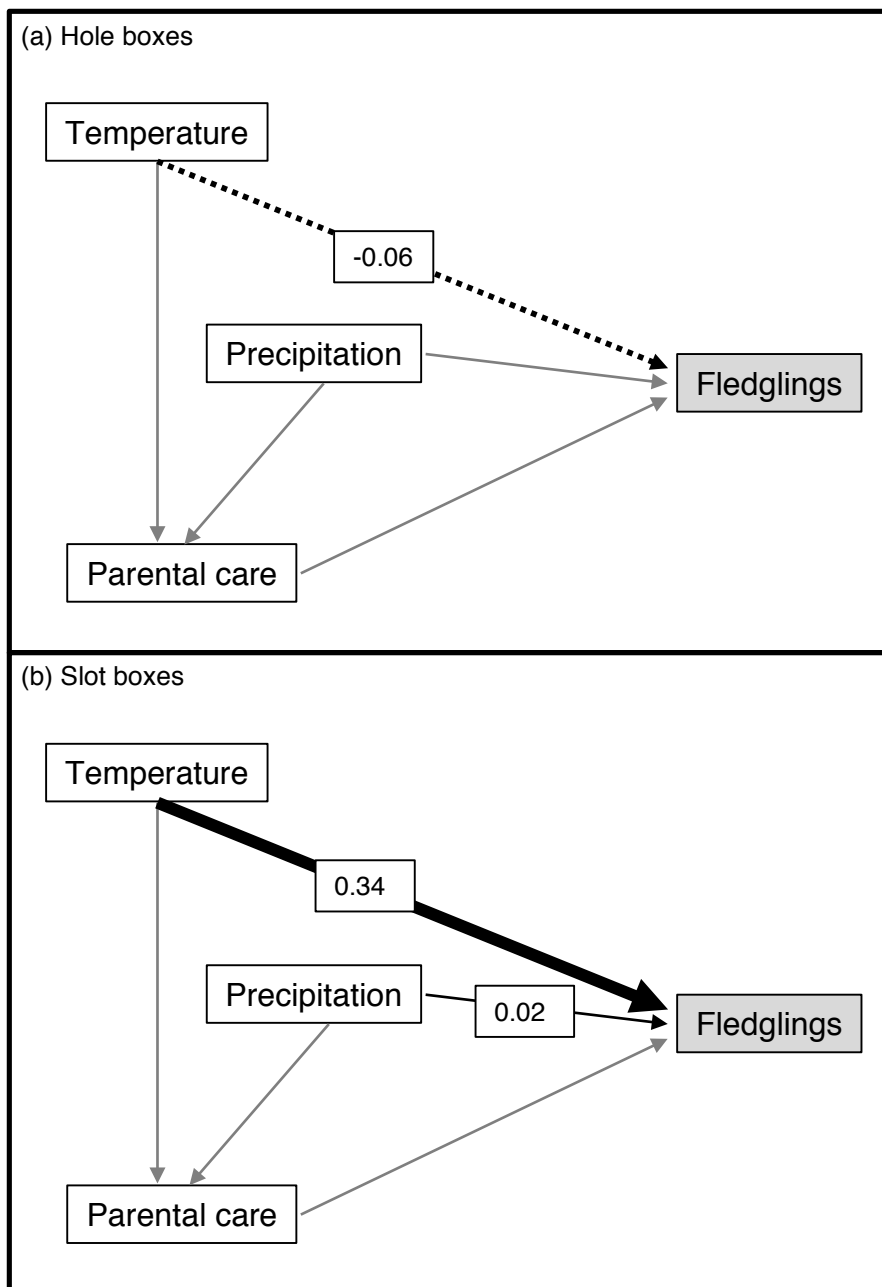 (a) Hole boxes
Temperature
-0.06
Precipitation
Fledglings
Parental care
(b) Slot boxes
Temperature
0.34
Precipitation
0.02
Fledglings
Parental care